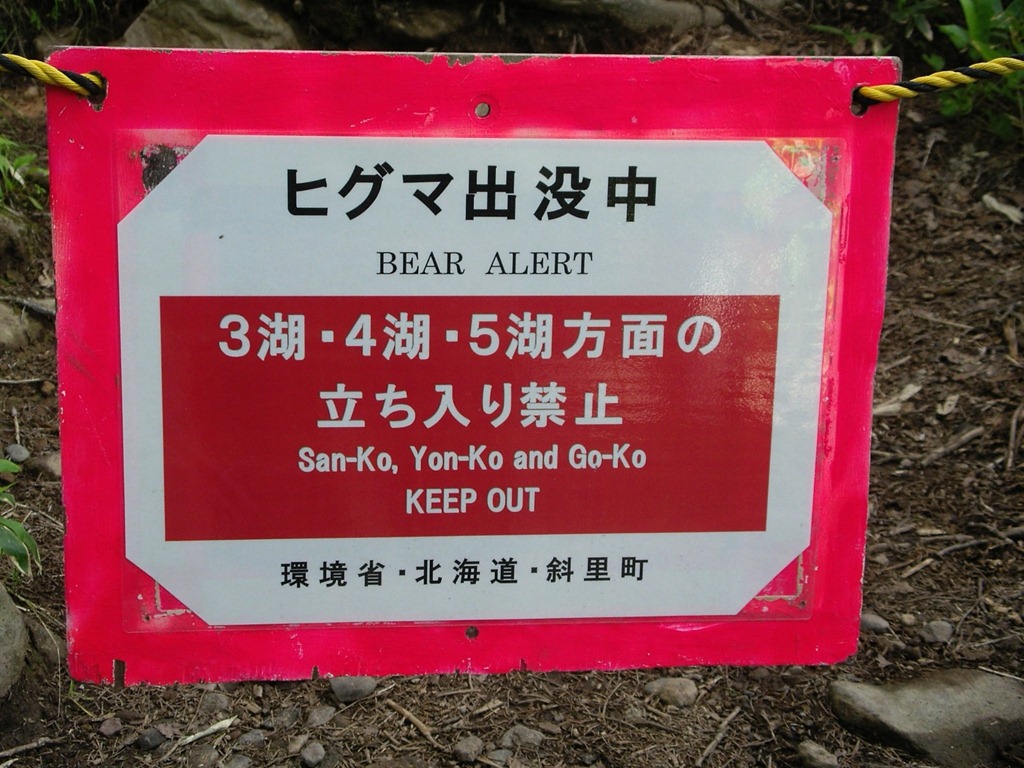 ヒグマ出没中
BEAR ALERT
3湖・4湖・5湖方面の
立ち入り禁止
San-Ko, Yon-Ko and Go-Ko
KEEP OUT
環境省・北海道・斜里町